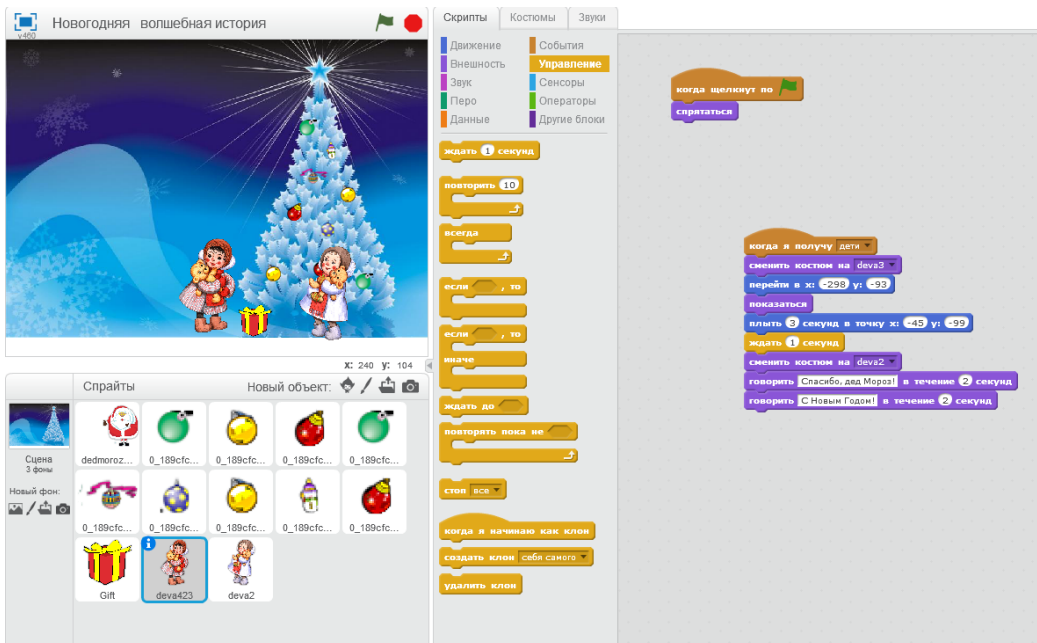 v460
Новогодняя волшебная история
x: 240 y: 104
Спрайты
Новый объект:
Сцена
3 фоны
Новый фон:
dedmoroz...
0_189cfc...
0_189cfc...
0_189cfc...
0_189cfc...
0_189cfc...
0_189cfc...
0_189cfc...
0_189cfc...
0_189cfc...
Gift
deva423
deva2
Скрипты
Костюмы
Звуки
Движение
События
Внешность
Управление
Звук
Сенсоры
Перо
Операторы
Данные
Другие блоки
ждать 1 секунд
повторить 10
всегда
если , то
если , то
иначе
ждать до
повторять пока не
стоп все
когда я начинаю как клон
создать клон себя самого
удалить клон
когда щелкнут по
спрятаться
когда я получу дети
сменить костюм на deva3
перейти в x: -298 y: -93
показаться
плыть 3 секунд в точку x: -45 y: -99
ждать 1 секунд
сменить костюм на deva2
говорить Спасибо, дед Мороз! в течение 2 секунд
говорить С Новым Годом! в течение 2 секунд